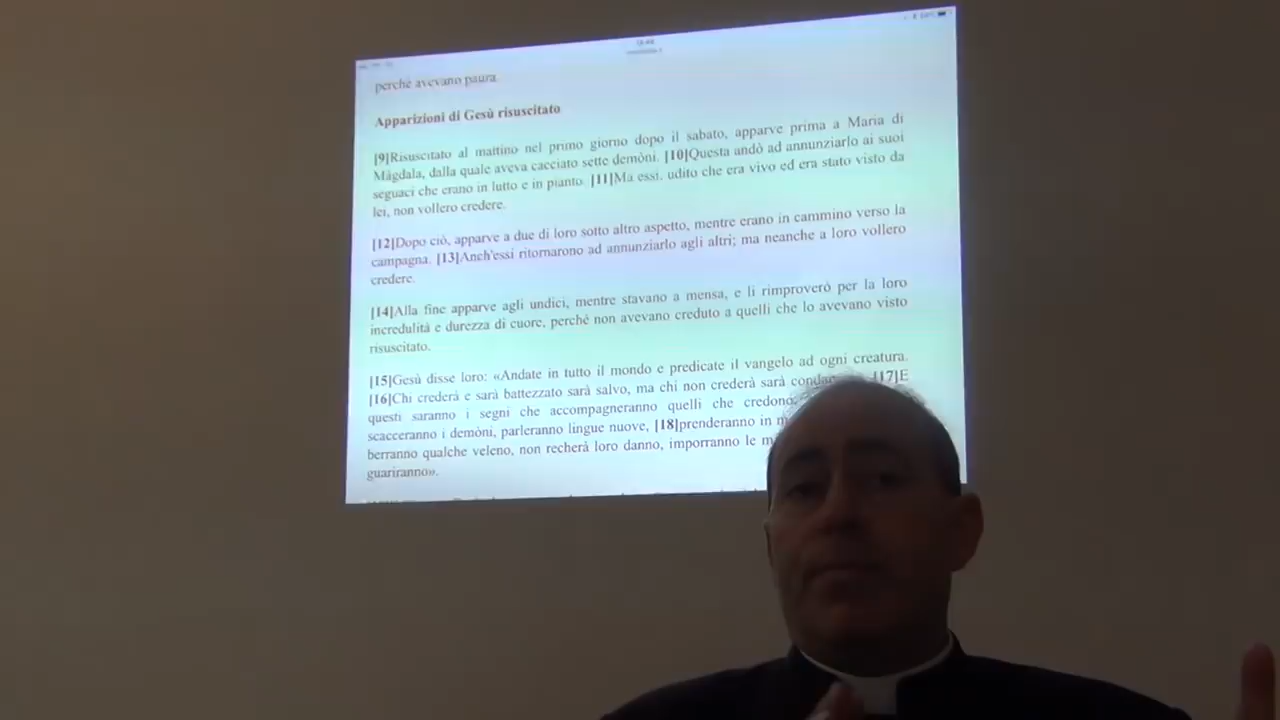 perché avevano paura.
Apparizioni di Gesù risuscitato
[9]Risuscitato al mattino nel primo giorno dopo il sabato, apparve prima a Maria di
Màgdala, dalla quale aveva cacciato sette demòni. [10]Questa andò ad annunziarlo ai suoi
seguaci che erano in lutto e in pianto. [11]Ma essi, udito che era vivo ed era stato visto da
lei, non vollero credere.
[12]Dopo ciò, apparve a due di loro sotto altro aspetto, mentre erano in cammino verso la
campagna. [13]Anch'essi ritornarono ad annunziarlo agli altri; ma neanche a loro vollero
credere.
[14]Alla fine apparve agli undici, mentre stavano a mensa, e li rimproverò per la loro
incredulità e durezza di cuore, perché non avevano creduto a quelli che lo avevano visto
risuscitato.
[15]Gesù disse loro: «Andate in tutto il mondo e predicate il vangelo ad ogni creatura.
[16]Chi crederà e sarà battezzato sarà salvo, ma chi non crederà sarà [17]E
questi saranno i segni che accompagneranno quelli che credono:
scacceranno i demòni, parleranno lingue nuove, [18]prenderanno in
berranno qualche veleno, non recherà loro danno, imporranno le
guariranno».